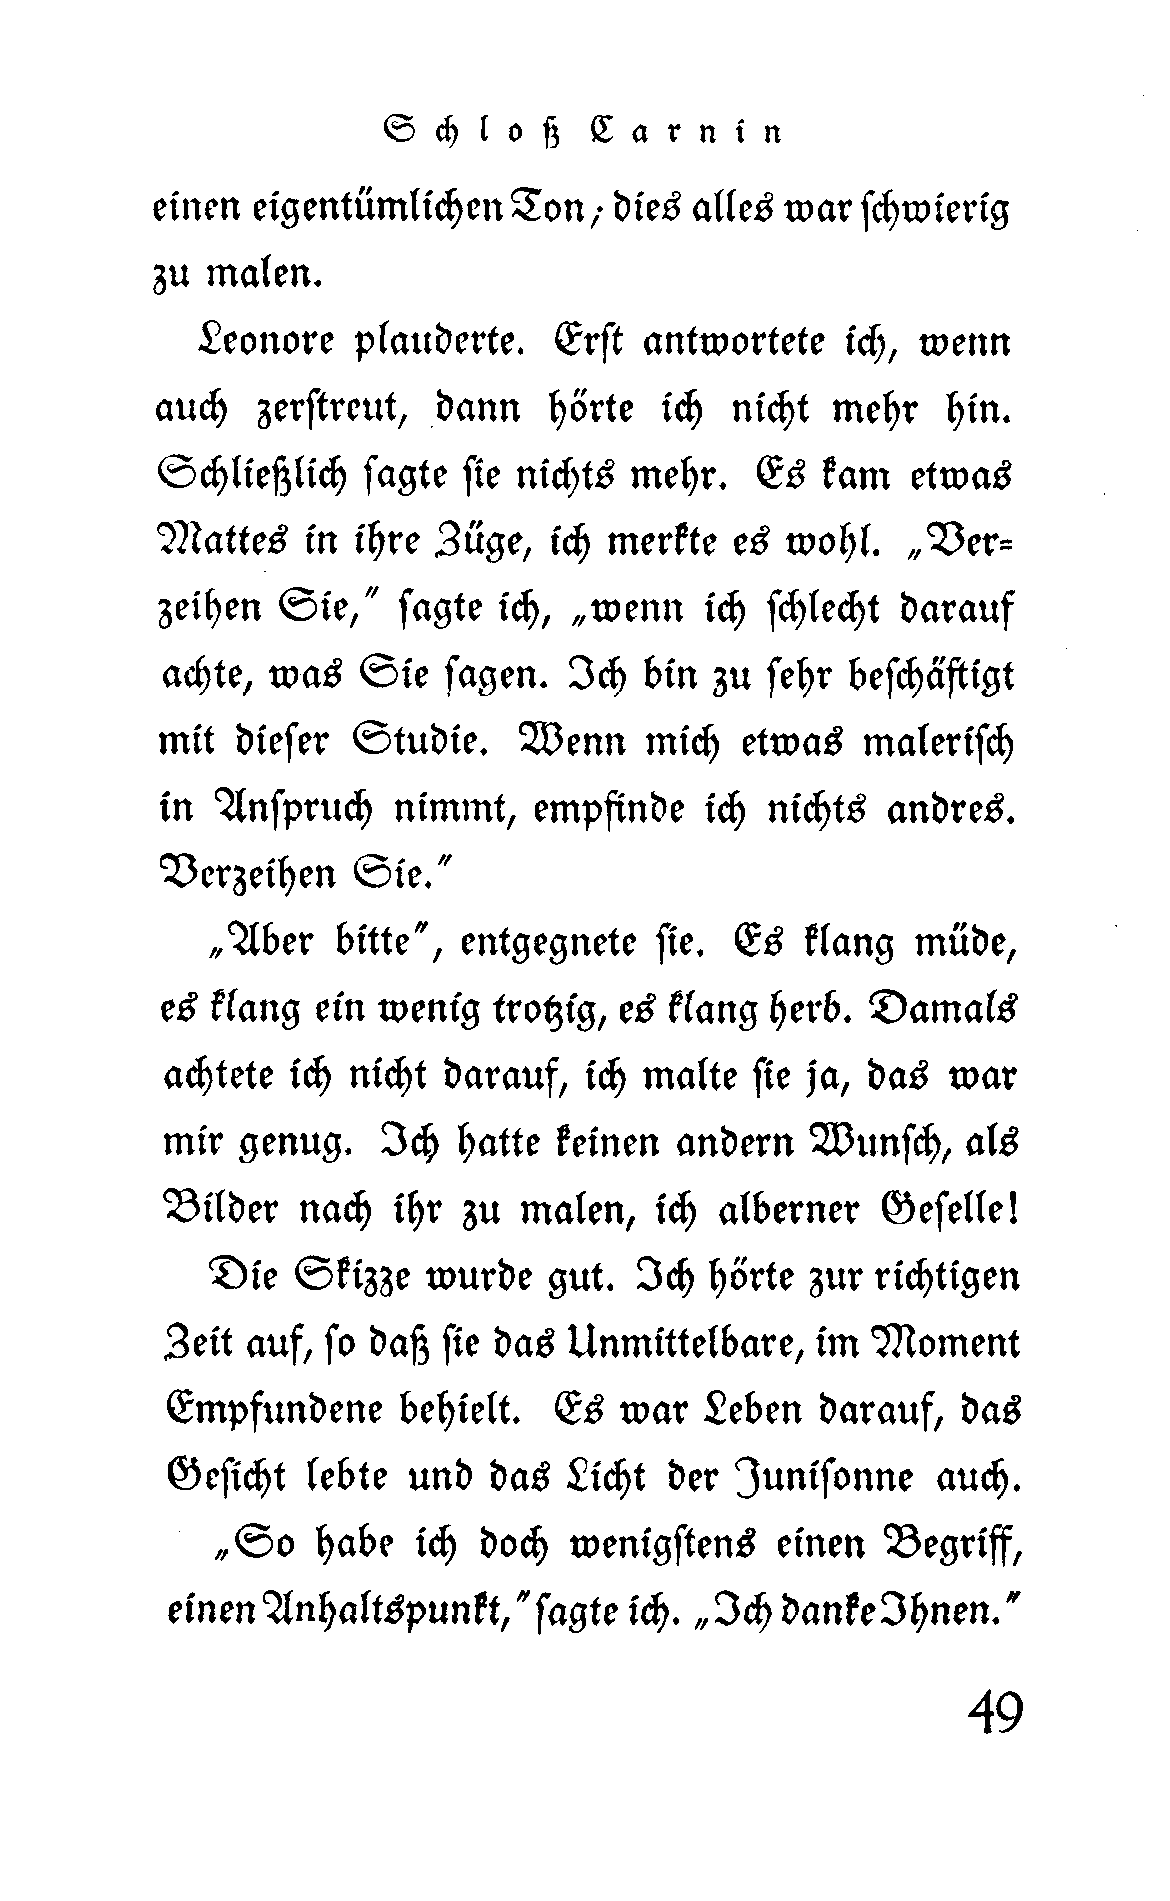 Schloß Carnin
einen eigentümlichen Ton; dies alles war schwierig
zu malen.
Leonore plauderte. Erst antwortete ich, wenn
auch zerstreut, dann hörte ich nicht mehr hin.
Schließlich sagte sie nichts mehr. Es kam etwas
Mattes in ihre Züge, ich merkte es wohl. „Ver-
zeihen Sie,“ sagte ich, „wenn ich schlecht darauf
achte, was Sie sagen. Ich bin zu sehr beschäftigt
mit dieser Studie. Wenn mich etwas malerisch
in Anspruch nimmt, empfinde ich nichts andres.
Verzeihen Sie.“
„Aber bitte“, entgegnete sie. Es klang müde,
es klang ein wenig trotzig, es klang herb. Damals
achtete ich nicht darauf, ich malte sie ja, das war
mir genug. Ich hatte keinen andern Wunsch, als
Bilder nach ihr zu malen, ich alberner Geselle!
Die Skizze wurde gut. Ich hörte zur richtigen
Zeit auf, so daß sie das Unmittelbare, im Moment
Empfundene behielt. Es war Leben darauf, das
Gesicht lebte und das Licht der Junisonne auch.
„So habe ich doch wenigstens einen Begriff,
einen Anhaltspunkt,“ sagte ich. „Ich danke Ihnen.“
49